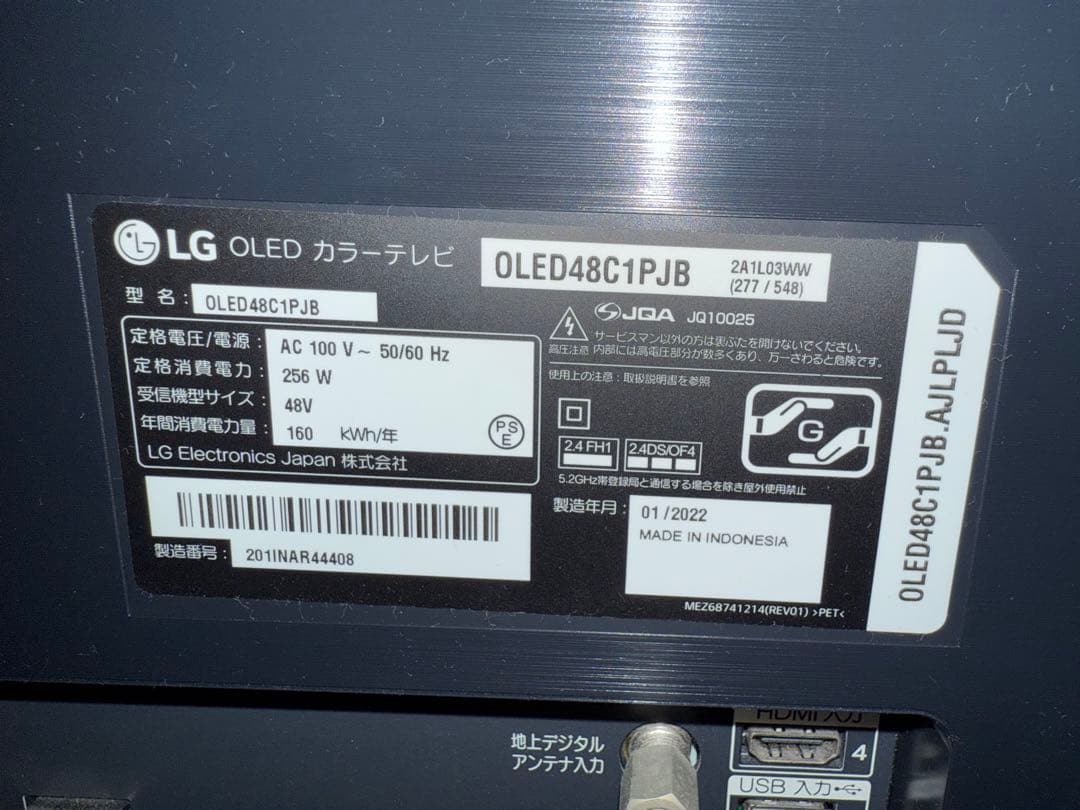 LG OLED カラーテレビ
OLED48C1PJB
2A1L03WW
(277 / 548)
型 名 : OLED48C1PJB
定格電圧/電源 : AC 100 V ~ 50/60 Hz
定格消費電力 : 256 W
受信機型サイズ : 48V
年間消費電力量 : 160 kWh/年
PS
E
LG Electronics Japan 株式会社
製造番号 : 201INAR44408
JQA JQ10025
高圧注意
サービスマン以外の方は裏ぶたを開けないでください。
内部には高電圧部分が数多くあり、万一さわると危険です。
使用上の注意 : 取扱説明書を参照
2.4 FH1
2.4DS/OF4
G
5.2GHz帯登録局と通信する場合を除き屋外使用禁止
製造年月 : 01 / 2022
MADE IN INDONESIA
MEZ68741214(REV01) >PET<
OLED48C1PJB.AJLPLJD
地上デジタル
アンテナ入力
HDMI 入力
4
USB 入力